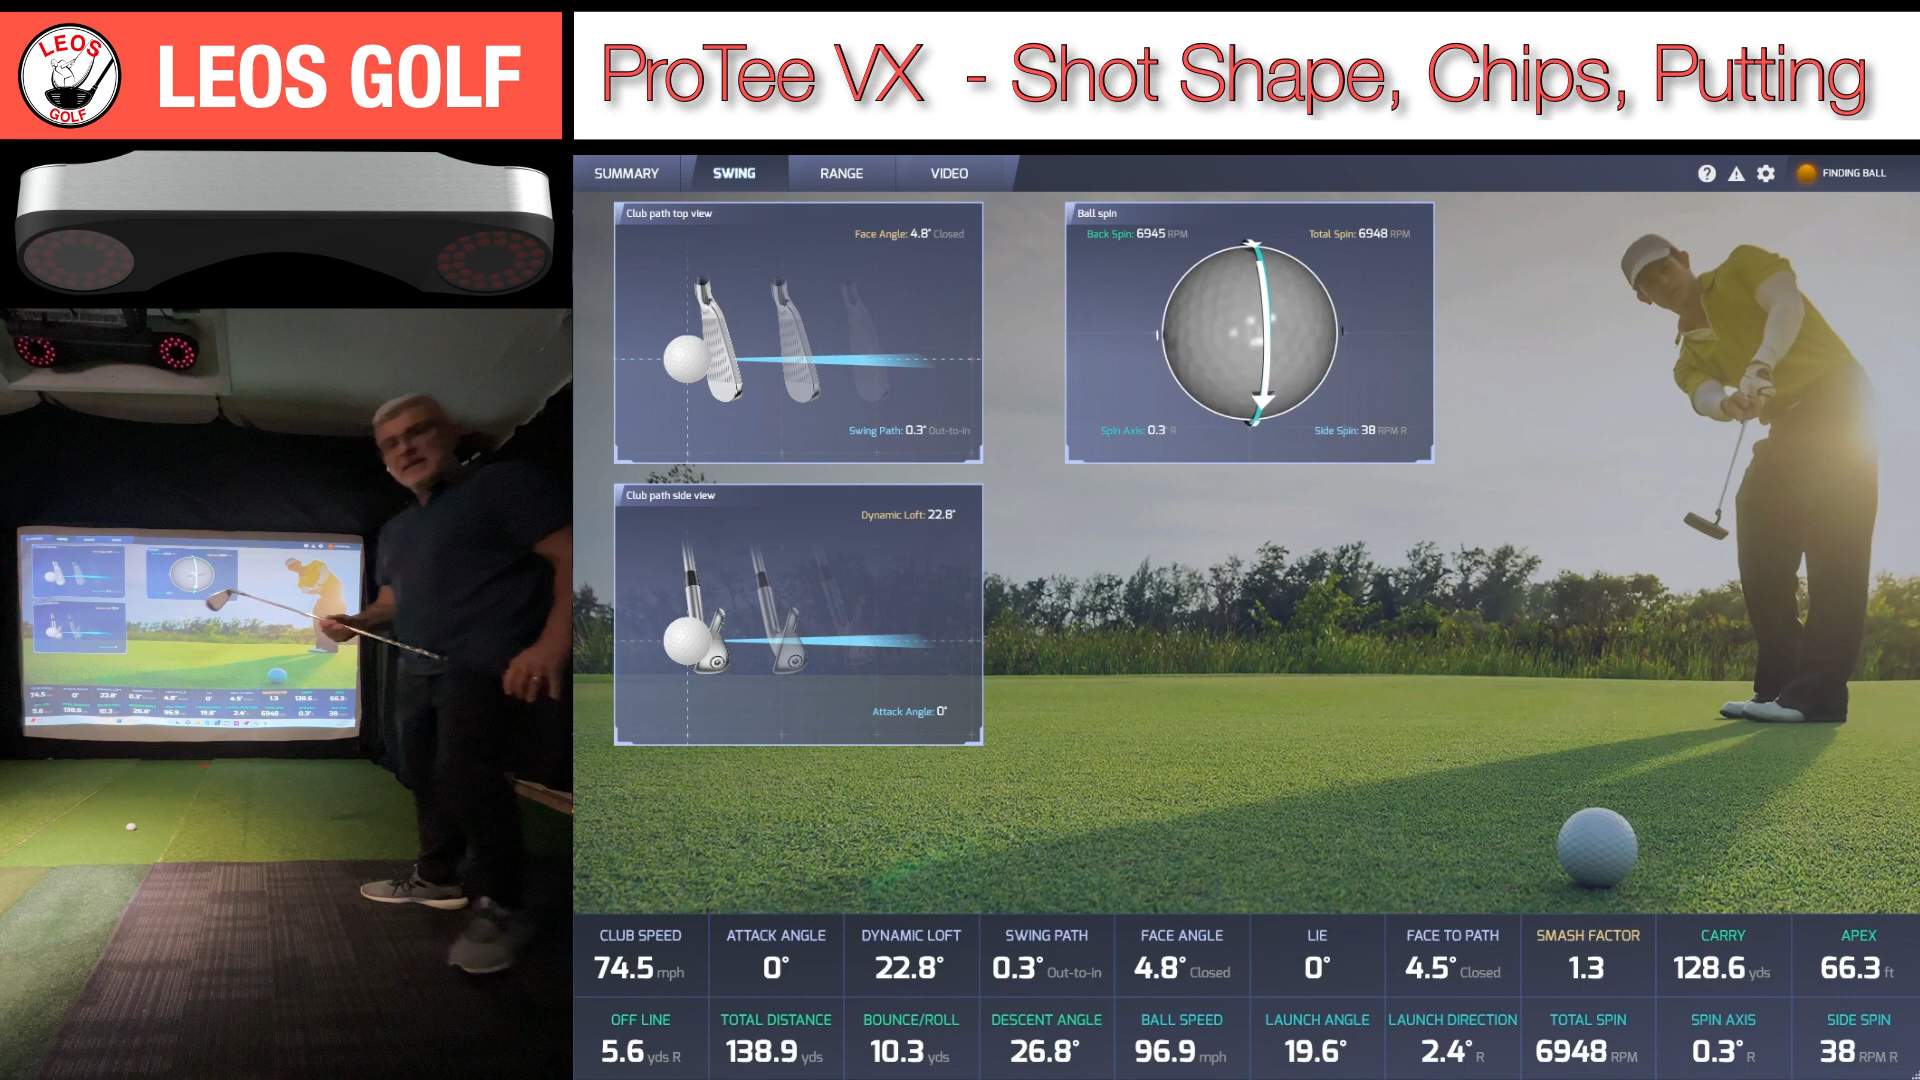 LEOS
GOLF
LEOS GOLF
ProTee VX - Shot Shape, Chips, Putting
SUMMARY
SWING
RANGE
VIDEO
?
FINDING BALL
Club path top view
Face Angle: 4.8° Closed
Swing Path: 0.3° Out-to-in
Ball spin
Back Spin: 6945 RPM
Total Spin: 6948 RPM
Spin Axis: 0.3° R
Side Spin: 38 RPM R
Club path side view
Dynamic Loft: 22.8°
Attack Angle: 0°
CLUB SPEED
74.5 mph
ATTACK ANGLE
0°
DYNAMIC LOFT
22.8°
SWING PATH
0.3° Out-to-in
FACE ANGLE
4.8° Closed
LIE
0°
FACE TO PATH
4.5° Closed
SMASH FACTOR
1.3
CARRY
128.6 yds
APEX
66.3 ft
OFF LINE
5.6 yds R
TOTAL DISTANCE
138.9 yds
BOUNCE/ROLL
10.3 yds
DESCENT ANGLE
26.8°
BALL SPEED
96.9 mph
LAUNCH ANGLE
19.6°
LAUNCH DIRECTION
2.4° R
TOTAL SPIN
6948 RPM
SPIN AXIS
0.3° R
SIDE SPIN
38 RPM R